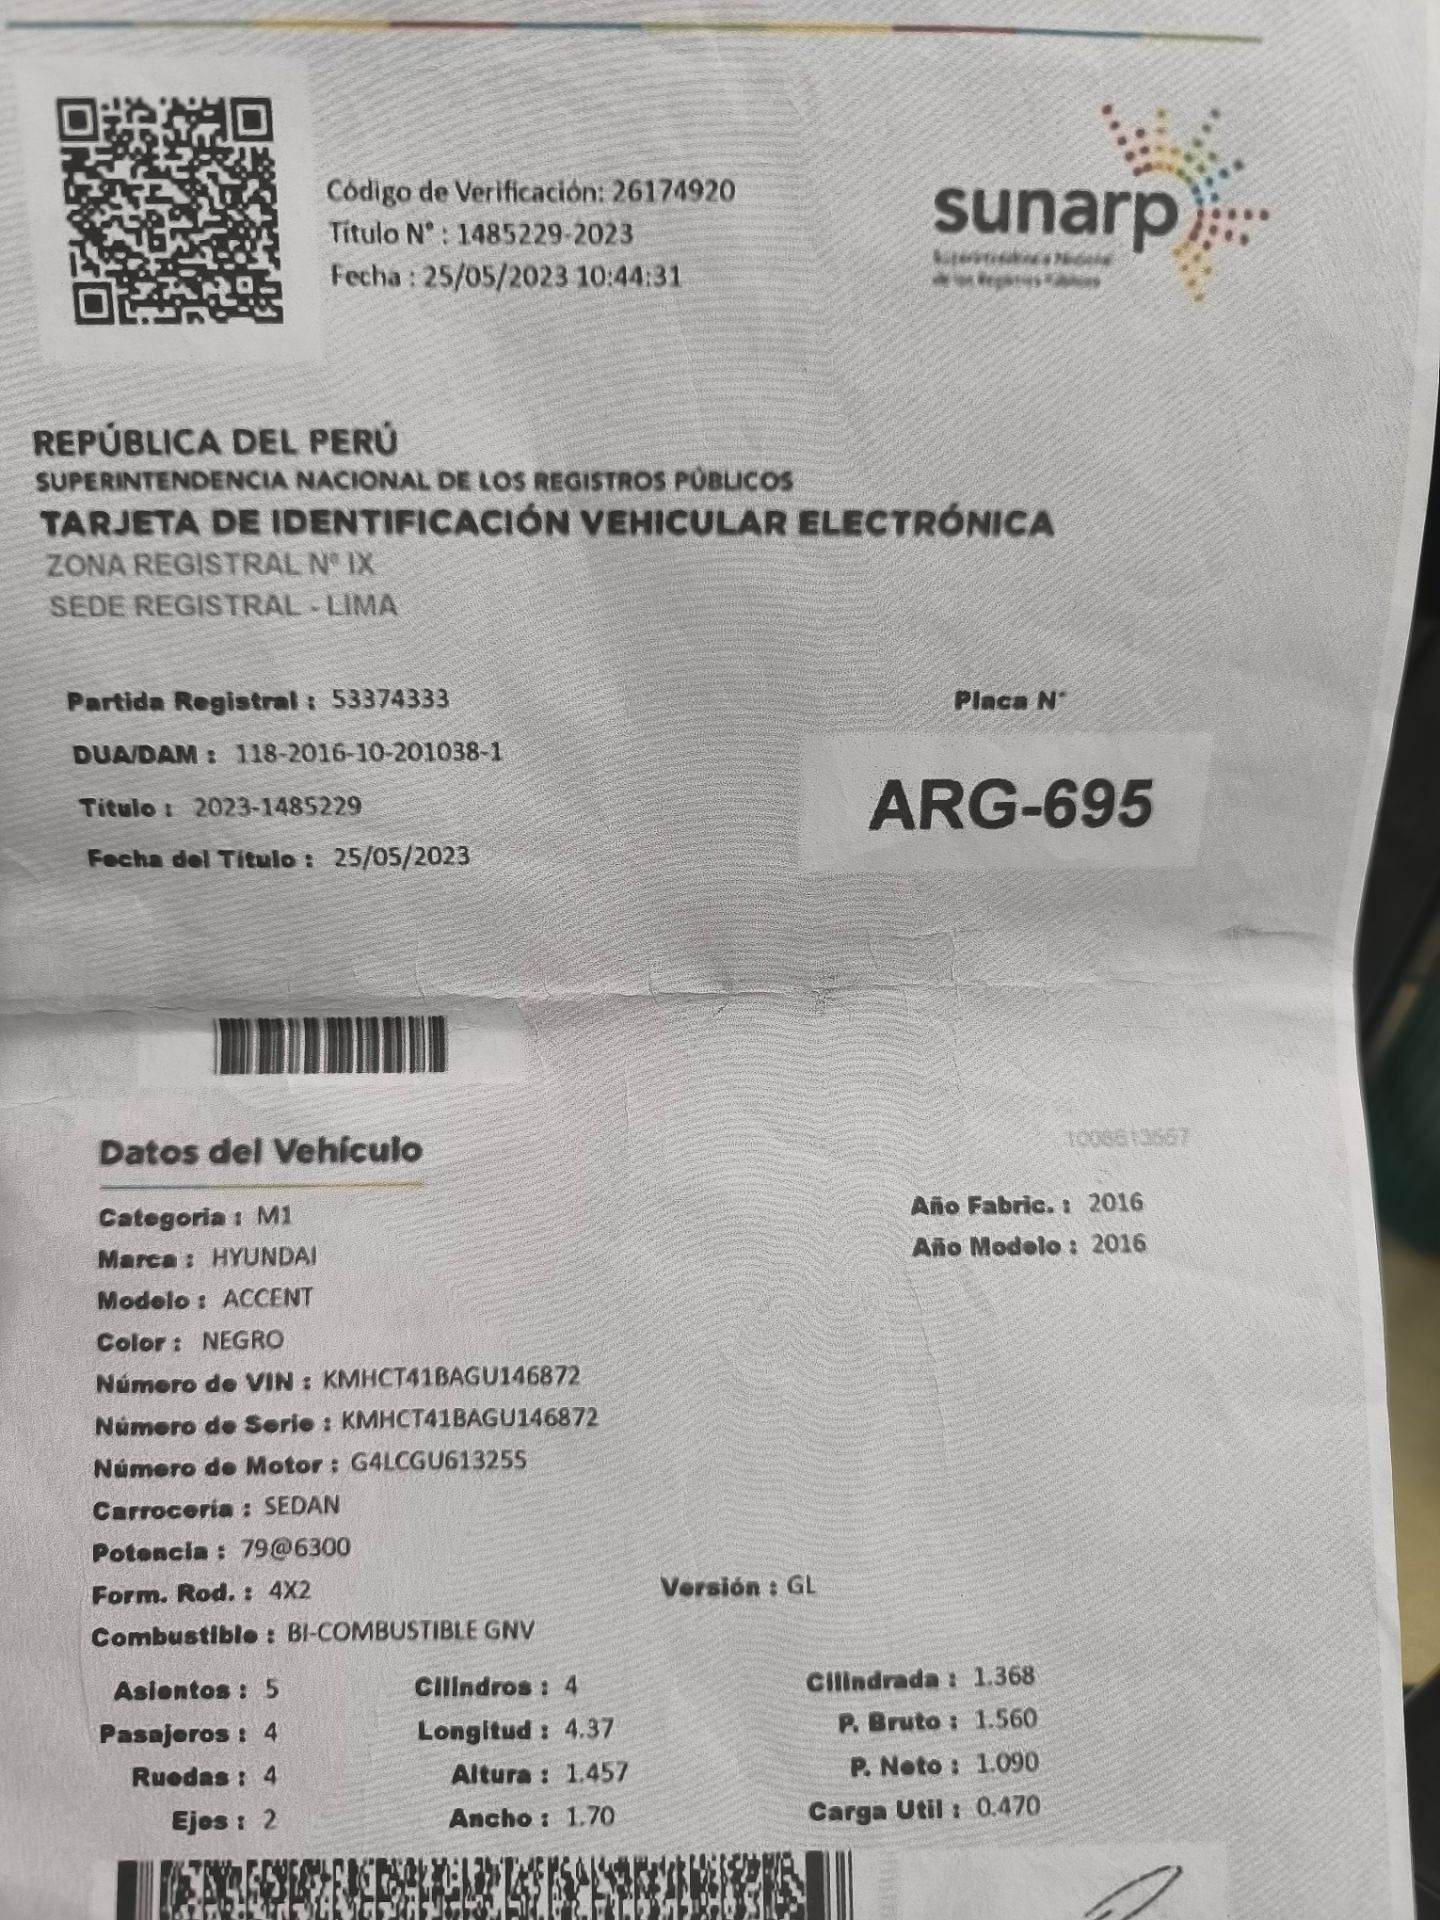 Código de Verificación: 26174920
Título N° : 1485229-2023
Fecha : 25/05/2023 10:44:31
sunarp
Superintendencia Nacional
de los Registros Públicos
REPÚBLICA DEL PERÚ
SUPERINTENDENCIA NACIONAL DE LOS REGISTROS PÚBLICOS
TARJETA DE IDENTIFICACIÓN VEHICULAR ELECTRÓNICA
ZONA REGISTRAL N° IX
SEDE REGISTRAL - LIMA
Partida Registral : 53374333
DUA/DAM : 118-2016-10-201038-1
Título : 2023-1485229
Fecha del Título : 25/05/2023
Placa N°
ARG-695
Datos del Vehículo
Categoria : M1
Marca : HYUNDAI
Modelo : ACCENT
Color : NEGRO
Número de VIN : KMHCT41BAGU146872
Número de Serie : KMHCT41BAGU146872
Número de Motor : G4LCGU613255
Carrocería : SEDAN
Potencia : 79@6300
Form. Rod. : 4X2
Combustible : BI-COMBUSTIBLE GNV
Año Fabric. : 2016
Año Modelo : 2016
Versión : GL
Asientos : 5 Cilindros : 4 Cilindrada : 1.368
Pasajeros : 4 Longitud : 4.37 P. Bruto : 1.560
Ruedas : 4 Altura : 1.457 P. Neto : 1.090
Ejes : 2 Ancho : 1.70 Carga Util : 0.470